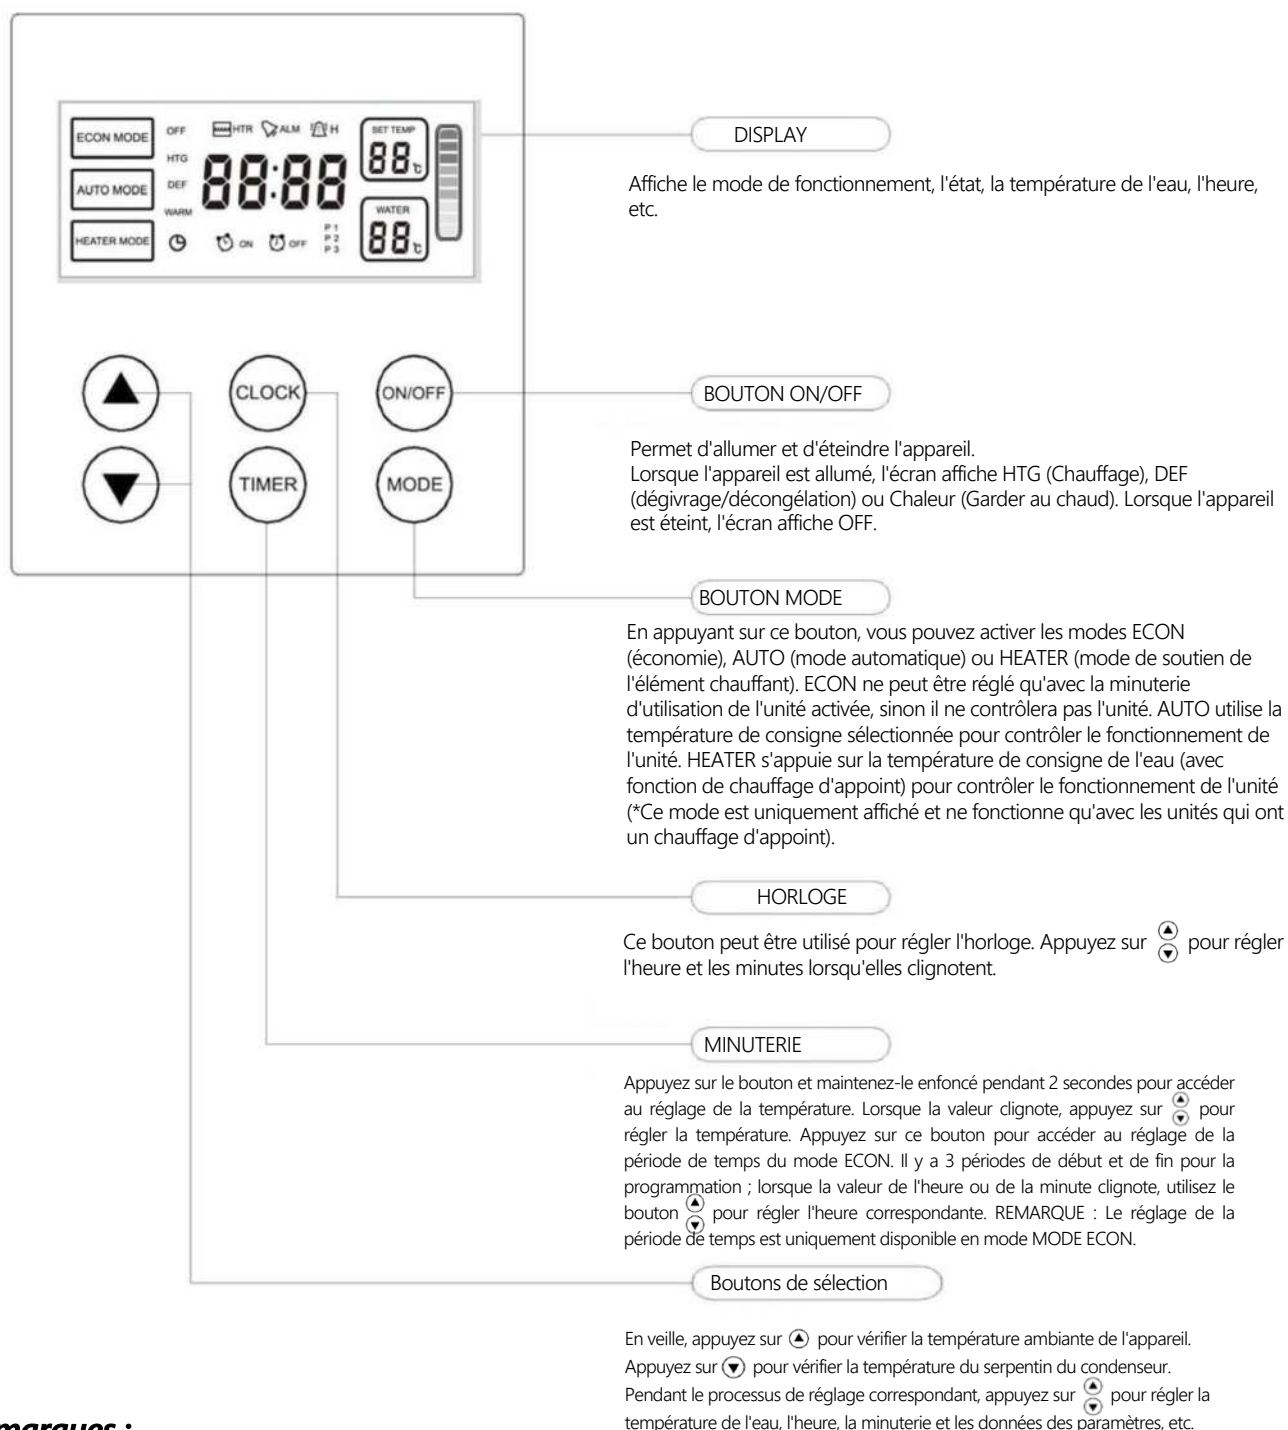 ECON MODE
AUTO MODE
HEATER MODE
OFF
HTG
DEF
WARM
HTR ALM H
88:88
ON OFF
P 1
P 2
P 3
SET TEMP
88 °C
WATER
88 °C
CLOCK
ON/OFF
TIMER
MODE
DISPLAY
Affiche le mode de fonctionnement, l'état, la température de l'eau, l'heure,
etc.
BOUTON ON/OFF
Permet d'allumer et d'éteindre l'appareil.
Lorsque l'appareil est allumé, l'écran affiche HTG (Chauffage), DEF
(dégivrage/décongélation) ou Chaleur (Garder au chaud). Lorsque l'appareil
est éteint, l'écran affiche OFF.
BOUTON MODE
En appuyant sur ce bouton, vous pouvez activer les modes ECON
(économie), AUTO (mode automatique) ou HEATER (mode de soutien de
l'élément chauffant). ECON ne peut être réglé qu'avec la minuterie
d'utilisation de l'unité activée, sinon il ne contrôlera pas l'unité. AUTO utilise la
température de consigne sélectionnée pour contrôler le fonctionnement de
l'unité. HEATER s'appuie sur la température de consigne de l'eau (avec
fonction de chauffage d'appoint) pour contrôler le fonctionnement de l'unité
(*Ce mode est uniquement affiché et ne fonctionne qu'avec les unités qui ont
un chauffage d'appoint).
HORLOGE
Ce bouton peut être utilisé pour régler l'horloge. Appuyez sur pour régler
l'heure et les minutes lorsqu'elles clignotent.
MINUTERIE
Appuyez sur le bouton et maintenez-le enfoncé pendant 2 secondes pour accéder
au réglage de la température. Lorsque la valeur clignote, appuyez sur pour
régler la température. Appuyez sur ce bouton pour accéder au réglage de la
période de temps du mode ECON. Il y a 3 périodes de début et de fin pour la
programmation ; lorsque la valeur de l'heure ou de la minute clignote, utilisez le
bouton pour régler l'heure correspondante. REMARQUE : Le réglage de la
période de temps est uniquement disponible en mode MODE ECON.
Boutons de sélection
En veille, appuyez sur pour vérifier la température ambiante de l'appareil.
Appuyez sur pour vérifier la température du serpentin du condenseur.
Pendant le processus de réglage correspondant, appuyez sur pour régler la
température de l'eau, l'heure, la minuterie et les données des paramètres, etc.
marques :